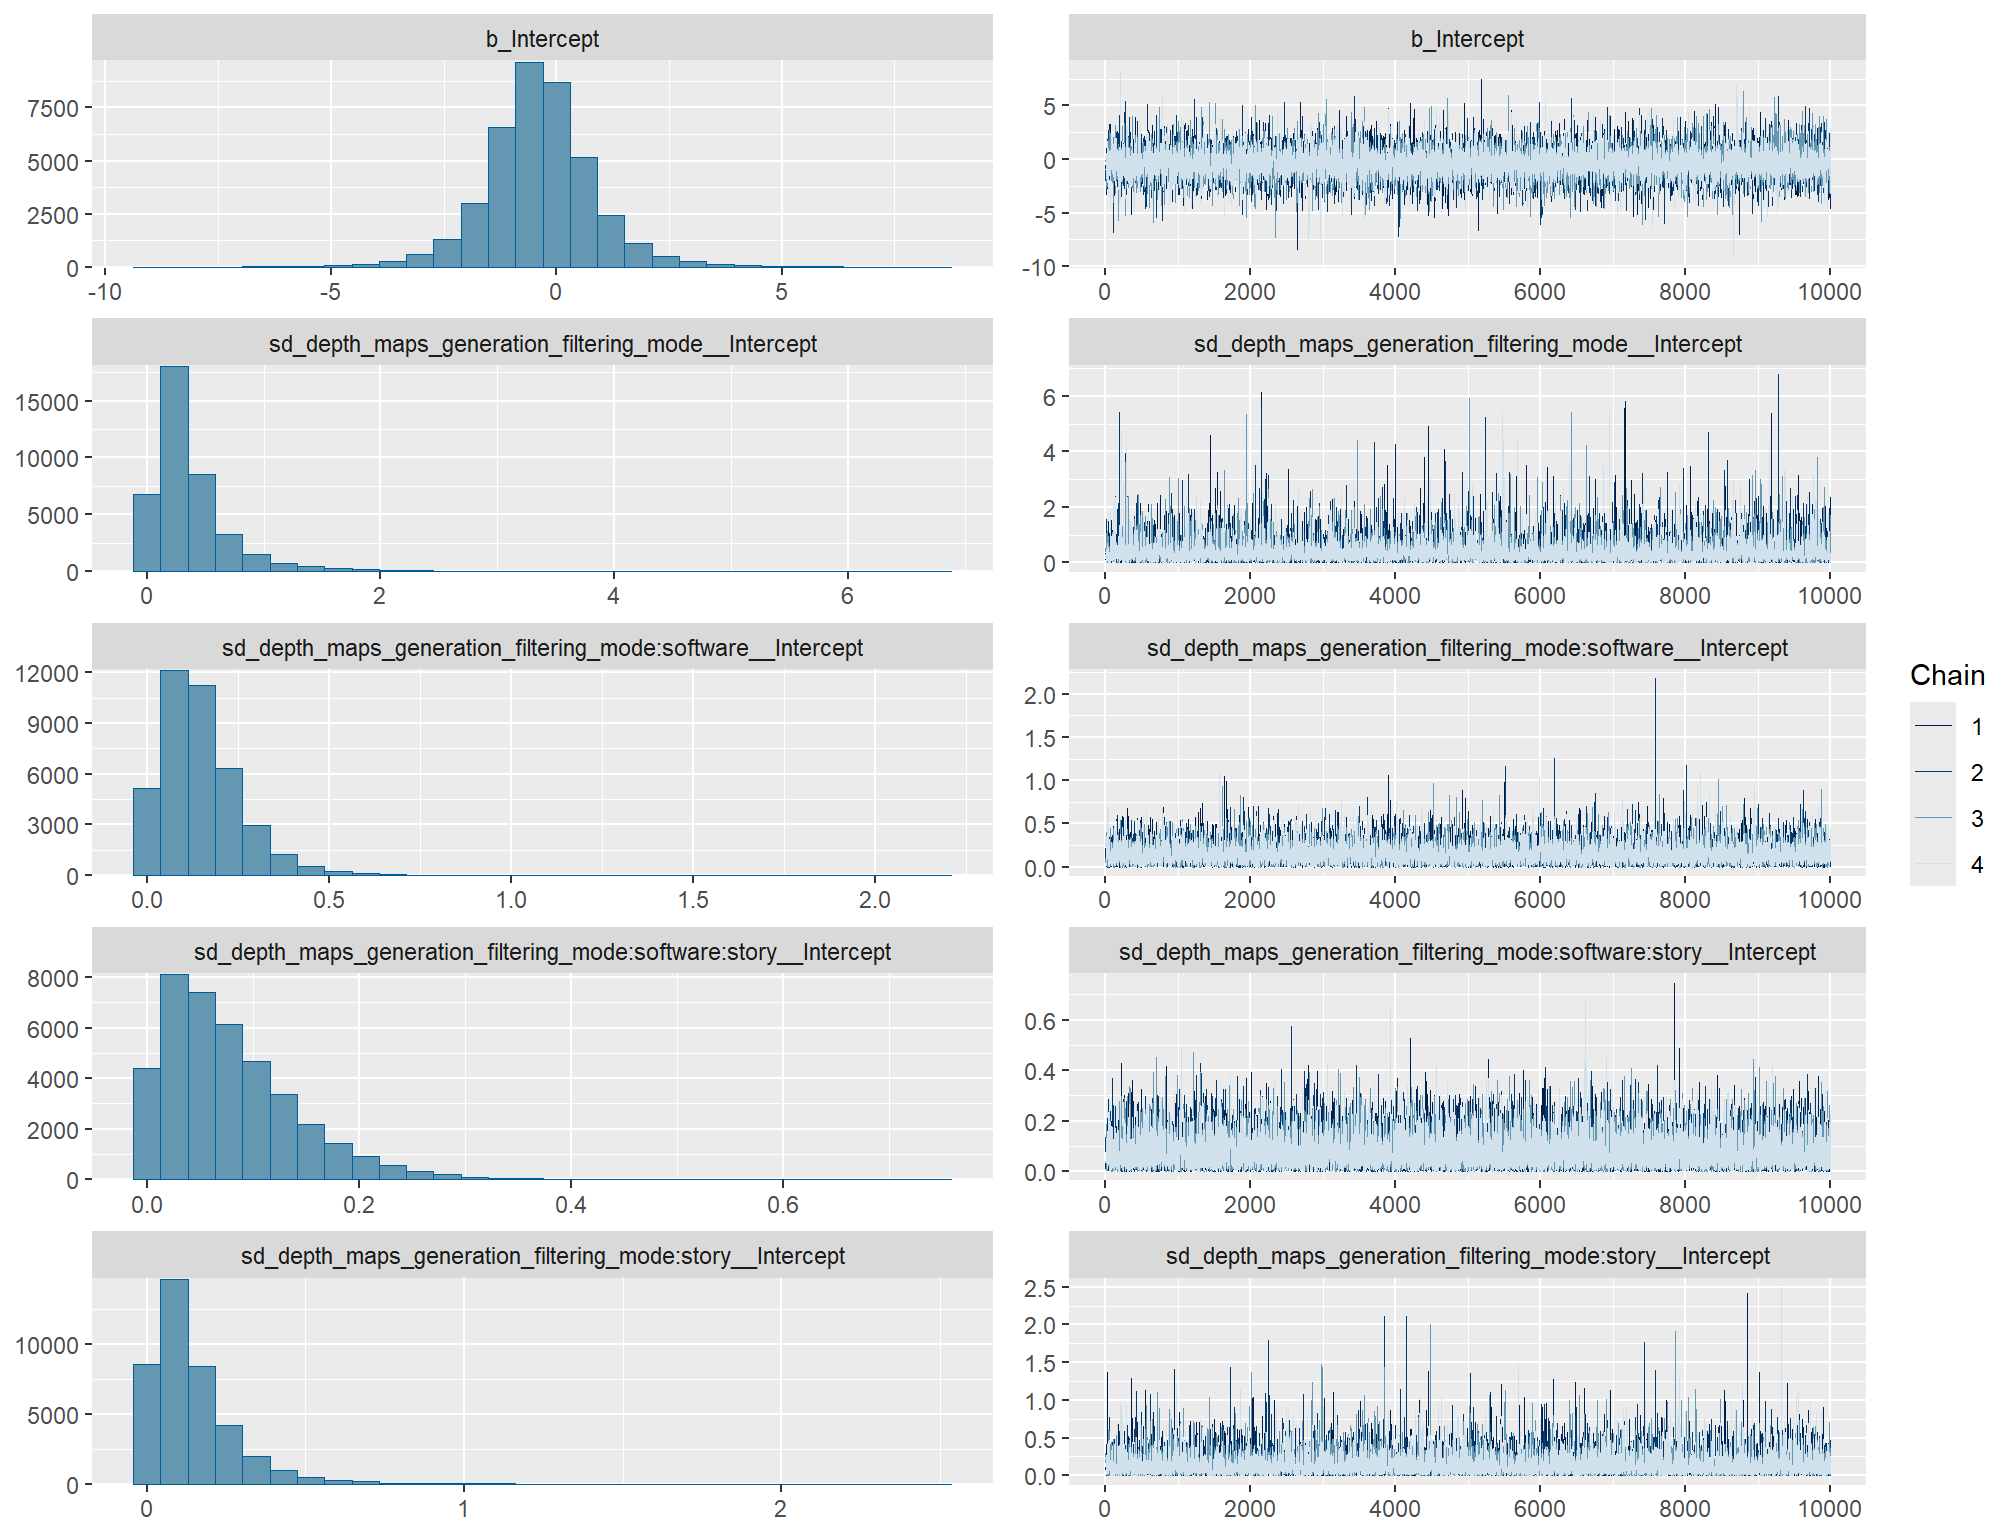 b_Intercept
7500
5000
2500
0
-10 -5 0 5
b_Intercept
5
0
-5
-10
0 2000 4000 6000 8000 10000
sd_depth_maps_generation_filtering_mode__Intercept
15000
10000
5000
0
0 2 4 6
sd_depth_maps_generation_filtering_mode__Intercept
6
4
2
0
0 2000 4000 6000 8000 10000
sd_depth_maps_generation_filtering_mode:software__Intercept
12000
9000
6000
3000
0
0.0 0.5 1.0 1.5 2.0
sd_depth_maps_generation_filtering_mode:software__Intercept
2.0
1.5
1.0
0.5
0.0
0 2000 4000 6000 8000 10000
sd_depth_maps_generation_filtering_mode:software:story__Intercept
8000
6000
4000
2000
0
0.0 0.2 0.4 0.6
sd_depth_maps_generation_filtering_mode:software:story__Intercept
0.6
0.4
0.2
0.0
0 2000 4000 6000 8000 10000
sd_depth_maps_generation_filtering_mode:story__Intercept
10000
5000
0
0 1 2
sd_depth_maps_generation_filtering_mode:story__Intercept
2.5
2.0
1.5
1.0
0.5
0.0
0 2000 4000 6000 8000 10000
Chain
1
2
3
4